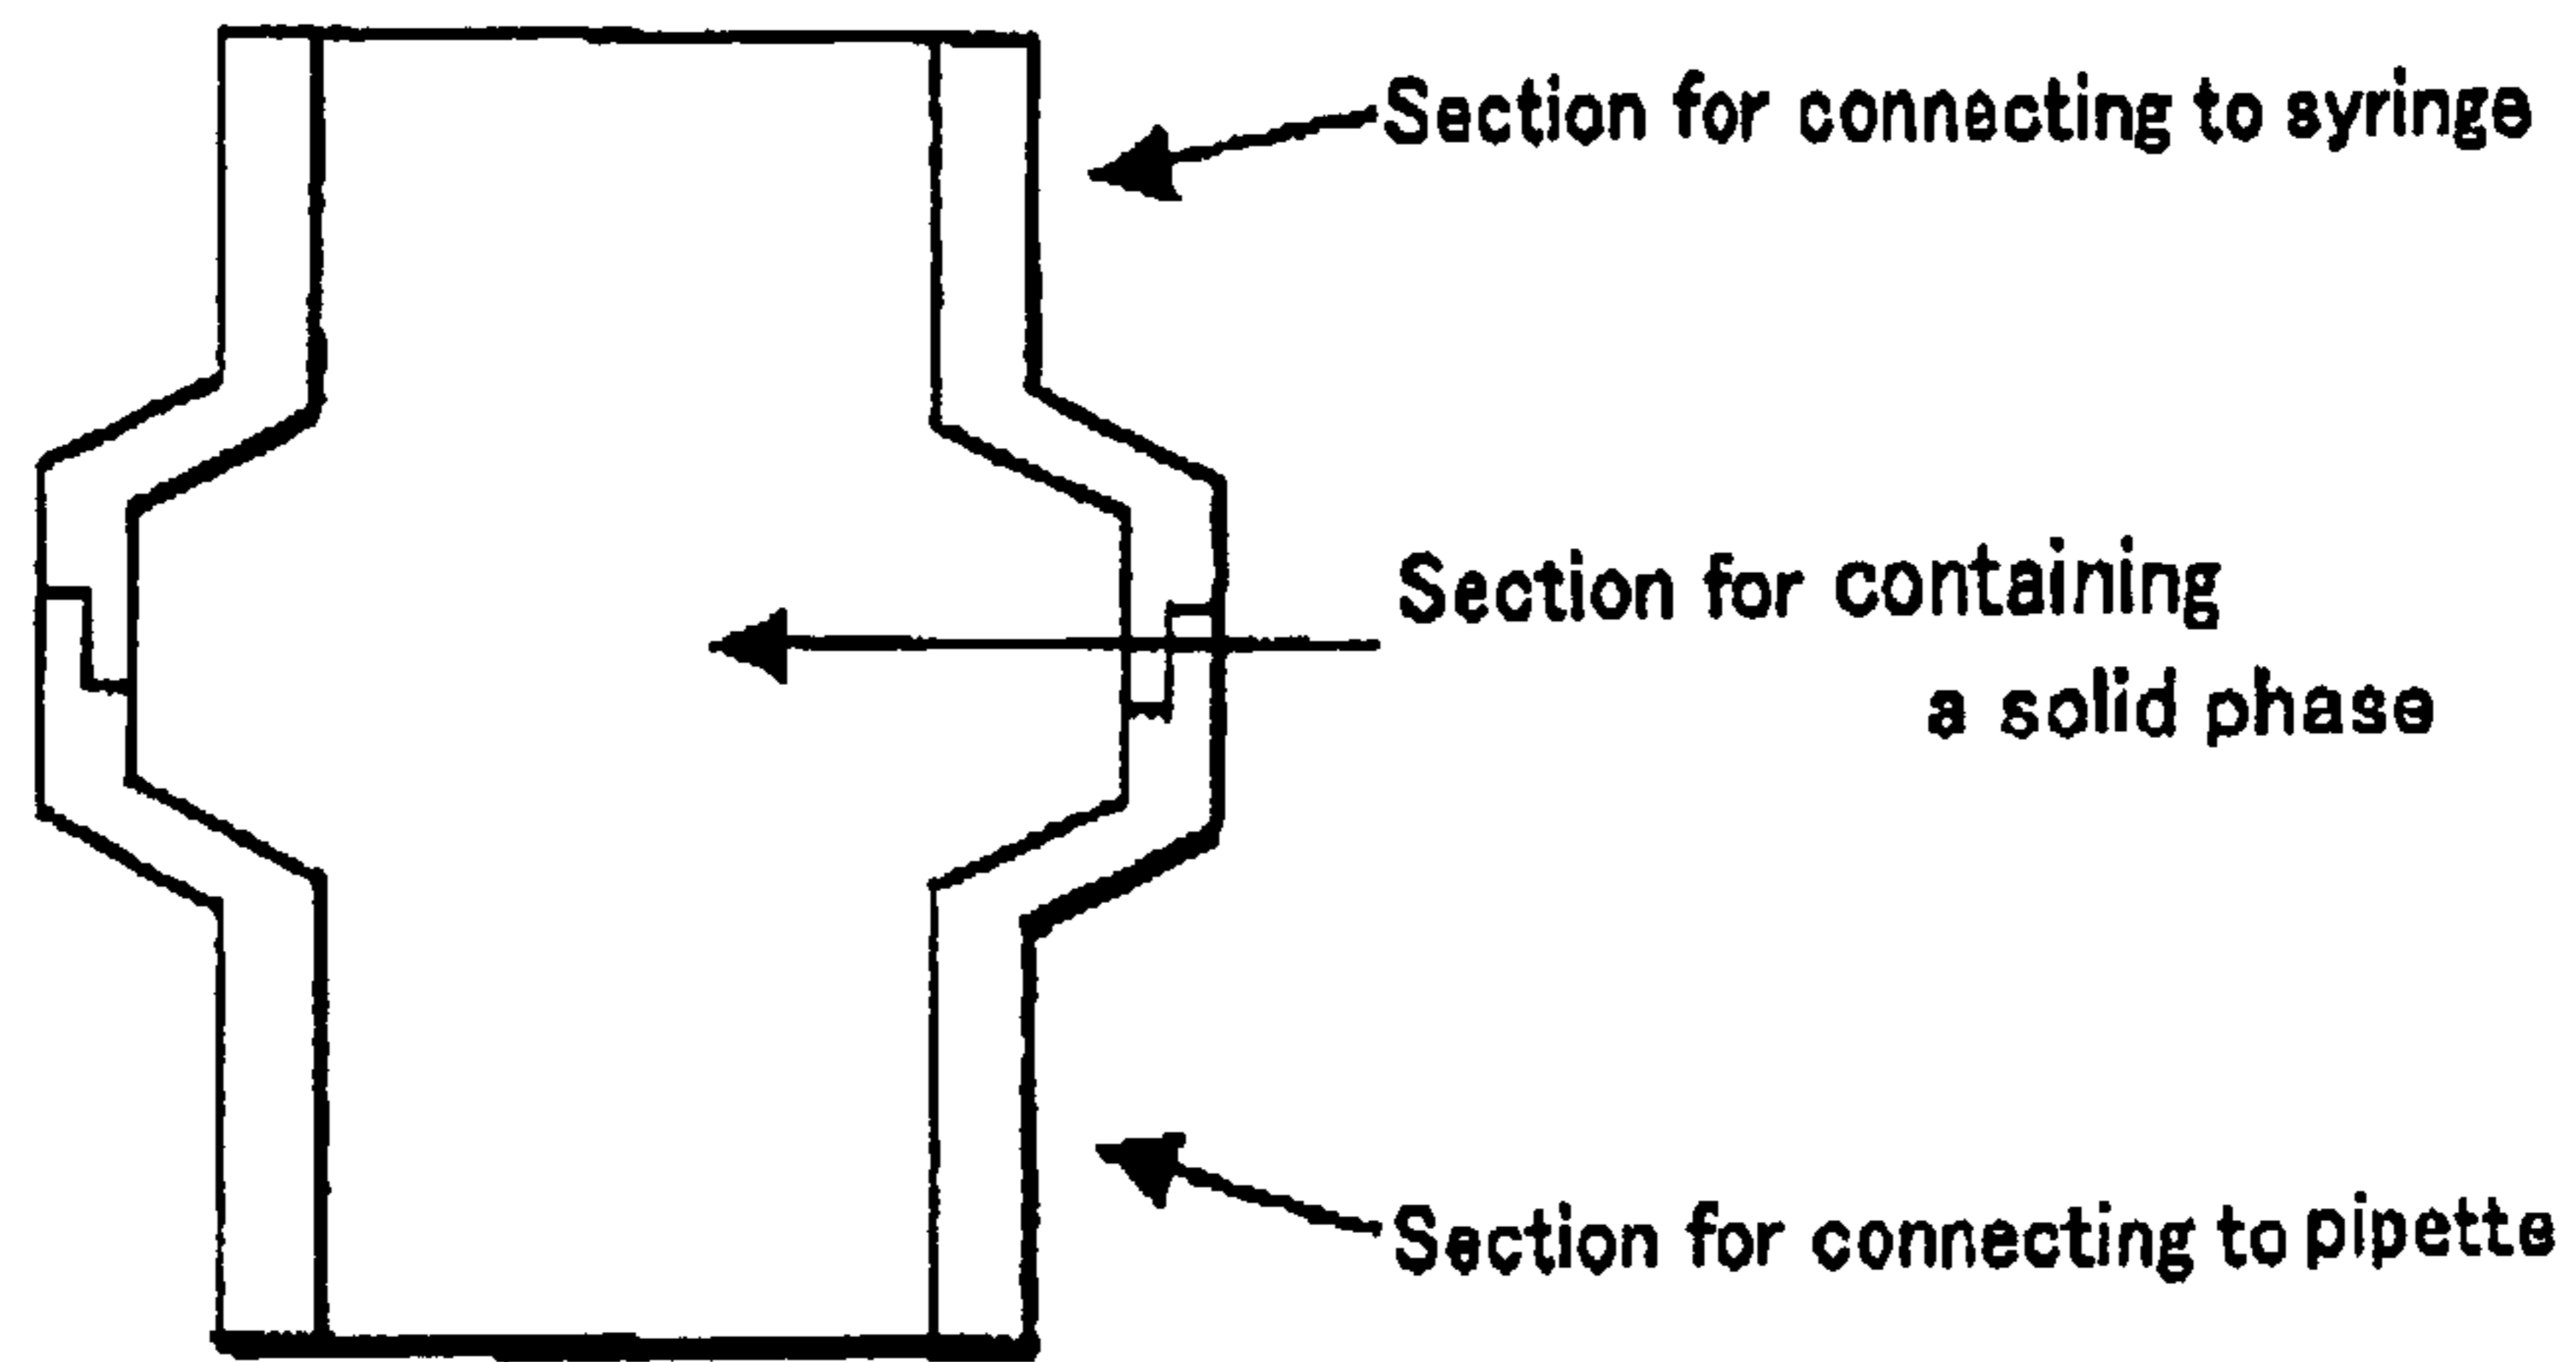 Section for connecting to syringe
Section for containing
a solid phase
Section for connecting to pipette